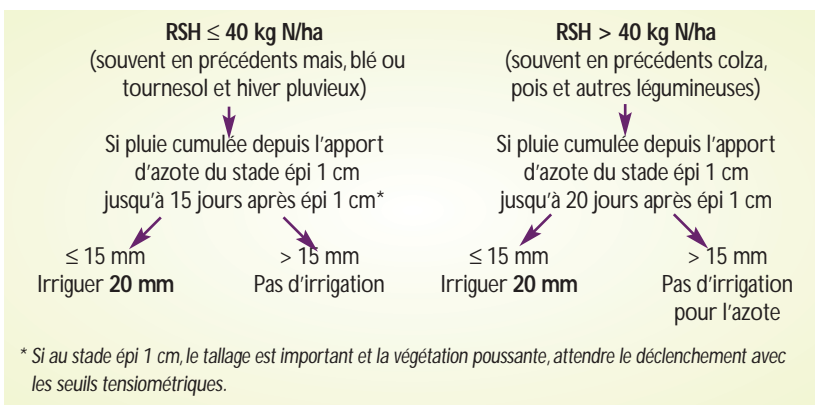 RSH ≤ 40 kg N/ha
(souvent en précédents mais, blé ou
tournesol et hiver pluvieux)
Si pluie cumulée depuis l'apport
d'azote du stade épi 1 cm
jusqu'à 15 jours après épi 1 cm*
≤ 15 mm
Irriguer 20 mm
> 15 mm
Pas d'irrigation
RSH > 40 kg N/ha
(souvent en précédents colza,
pois et autres légumineuses)
Si pluie cumulée depuis l'apport
d'azote du stade épi 1 cm
jusqu'à 20 jours après épi 1 cm
≤ 15 mm
Irriguer 20 mm
> 15 mm
Pas d'irrigation
pour l'azote
* Si au stade épi 1 cm, le tallage est important et la végétation poussante, attendre le déclenchement avec
les seuils tensiométriques.